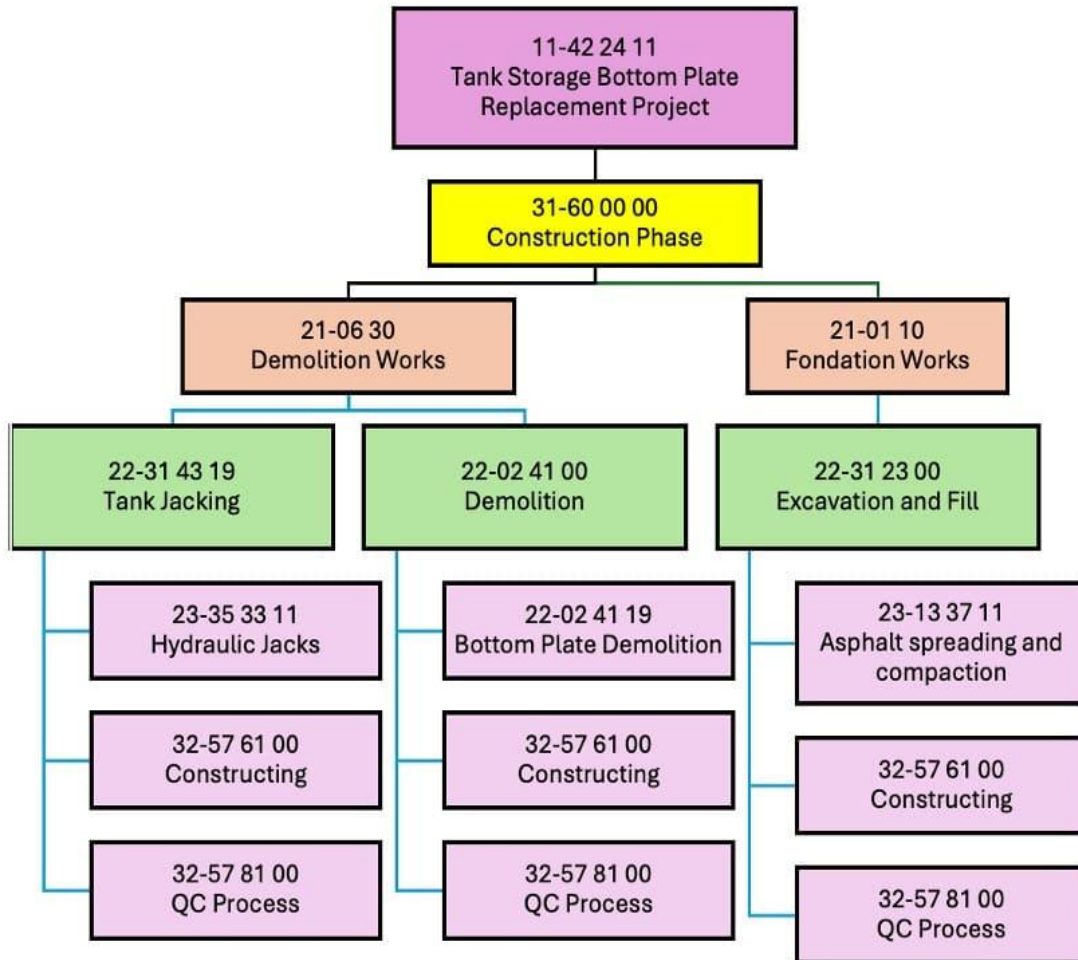 11-42 24 11
Tank Storage Bottom Plate
Replacement Project
31-60 00 00
Construction Phase
21-06 30
Demolition Works
21-01 10
Fondation Works
22-31 43 19
Tank Jacking
22-02 41 00
Demolition
22-31 23 00
Excavation and Fill
23-35 33 11
Hydraulic Jacks
22-02 41 19
Bottom Plate Demolition
23-13 37 11
Asphalt spreading and
compaction
32-57 61 00
Constructing
32-57 61 00
Constructing
32-57 61 00
Constructing
32-57 81 00
QC Process
32-57 81 00
QC Process
32-57 81 00
QC Process